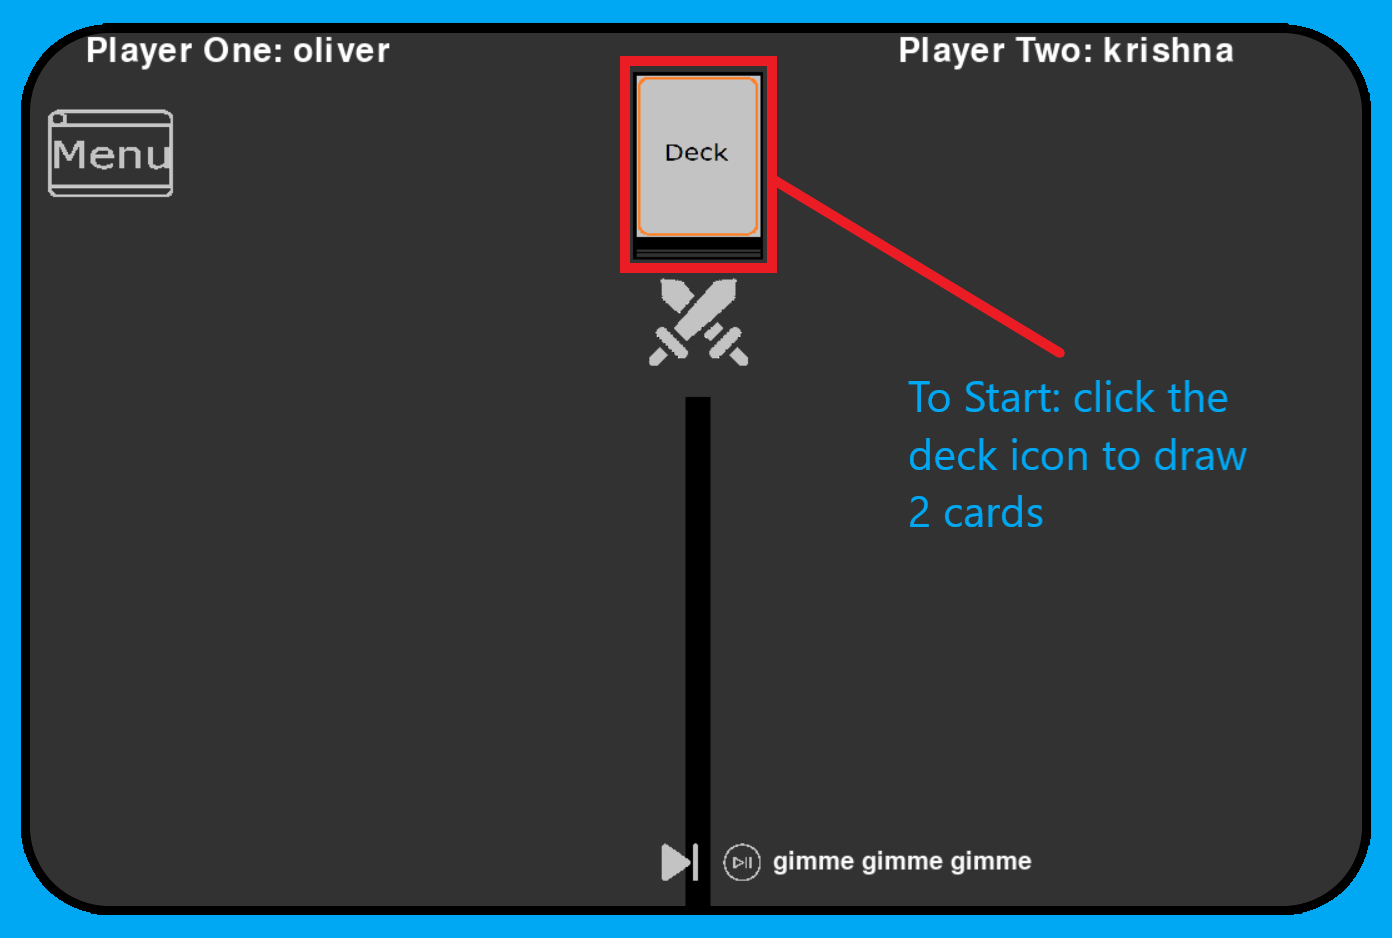 Player One: oliver
Player Two: krishna
Menu
Deck
To Start: click the
deck icon to draw
2 cards
gimme gimme gimme